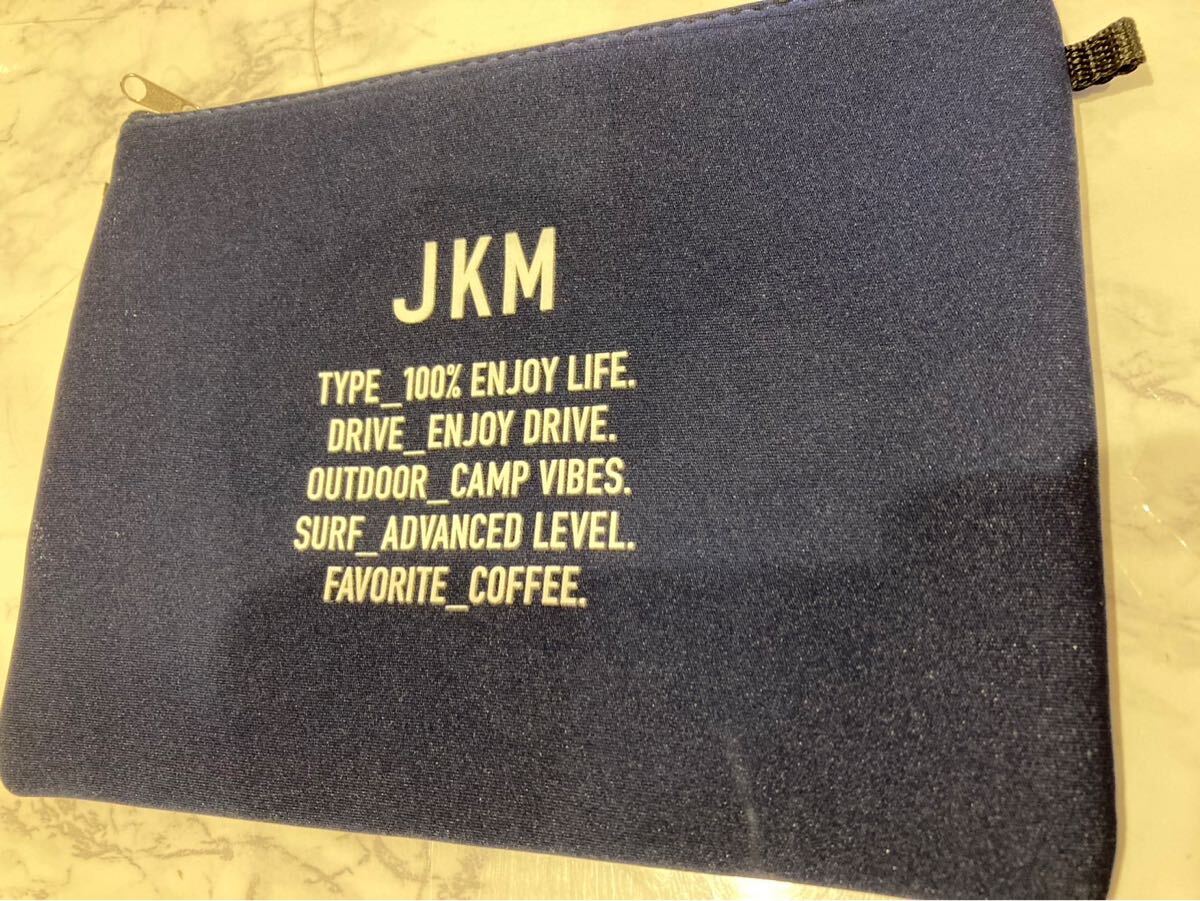 JKM
TYPE_100% ENJOY LIFE.
DRIVE_ENJOY DRIVE.
OUTDOOR_CAMP VIBES.
SURF_ADVANCED LEVEL.
FAVORITE_COFFEE.